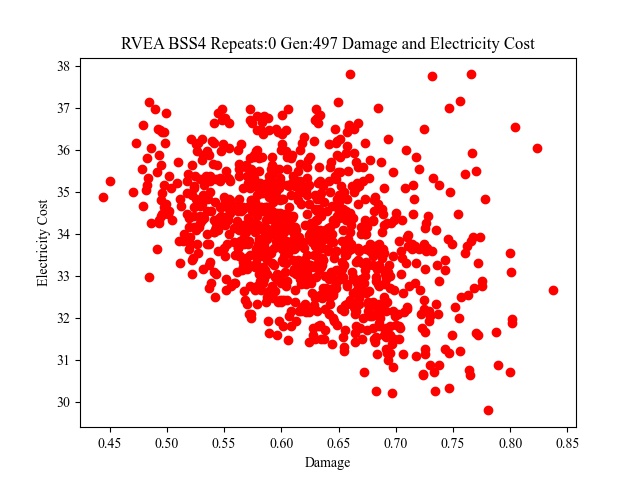 RVEA BSS4 Repeats:0 Gen:497 Damage and Electricity Cost
38
37
36
35
34
33
32
31
30
Electricity Cost
0.45 0.50 0.55 0.60 0.65 0.70 0.75 0.80 0.85
Damage